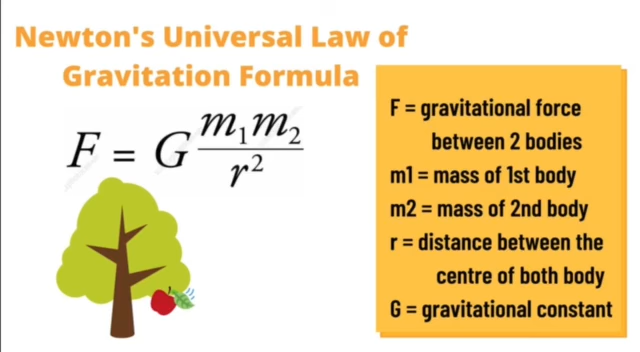 Newton's Universal Law of
Gravitation Formula
F = G m₁m₂ / r²
F = gravitational force
between 2 bodies
m1 = mass of 1st body
m2 = mass of 2nd body
r = distance between the
centre of both body
G = gravitational constant